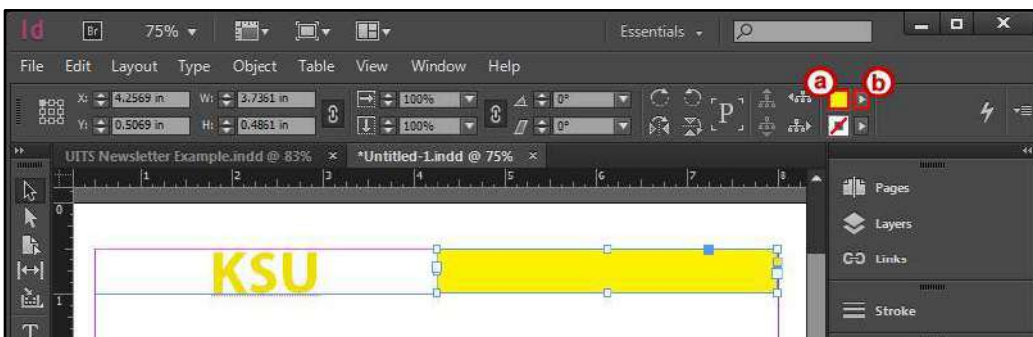 Id Br 75% Essentials
File Edit Layout Type Object Table View Window Help
a b
X: 4.2569 in W: 3.7361 in 100% 0° P
Y: 0.5069 in H: 0.4861 in 100% 0°
UITS Newsletter Example.indd @ 83% × *Untitled-1.indd @ 75% ×
1 2 3 4 5 6 7 8
0
1
KSU
T
Pages
Layers
Links
Stroke